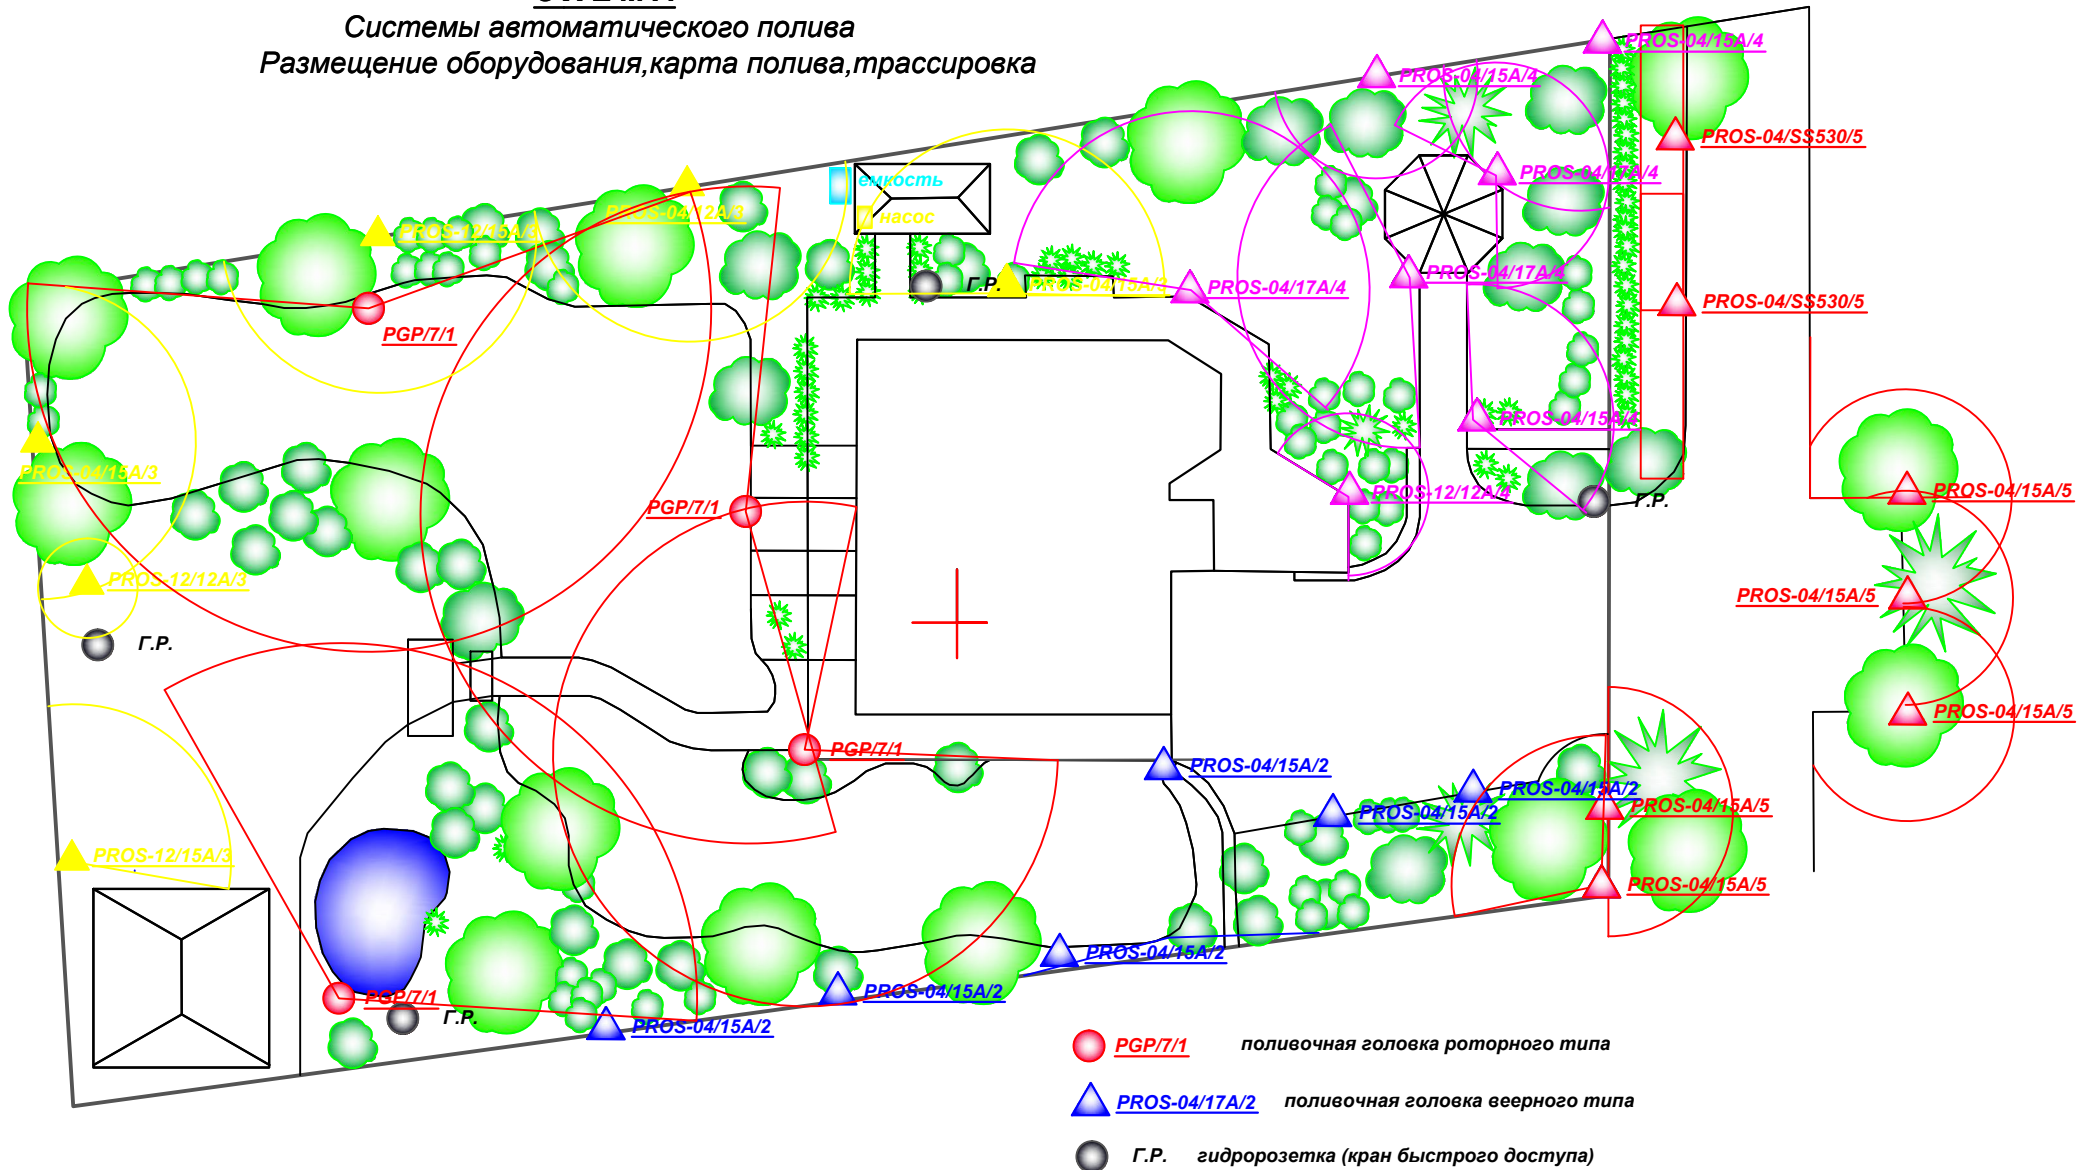 Системы автоматического полива
Размещение оборудования,карта полива,трассировка
PROS-04/15A/4
PROS-04/15A/4
PROS-04/SS530/5
PROS-04/17A/4
емкость
PROS-04/12A/3
насос
PROS-12/15A/3
PROS-04/17A/4
Г.Р.
PROS-04/17A/4
PROS-04/SS530/5
PGP/7/1
PROS-04/15A/4
PROS-04/15A/3
PROS-12/12A/4
PROS-04/15A/5
Г.Р.
PGP/7/1
PROS-12/12A/3
PROS-04/15A/5
Г.Р.
PROS-04/15A/5
PGP/7/1
PROS-04/15A/2
PROS-04/15A/2
PROS-04/15A/5
PROS-04/15A/2
PROS-12/15A/3
PROS-04/15A/5
PROS-04/15A/2
PROS-04/15A/2
PGP/7/1
Г.Р.
PROS-04/15A/2
PGP/7/1 поливочная головка роторного типа
PROS-04/17A/2 поливочная головка веерного типа
Г.Р. гидророзетка (кран быстрого доступа)